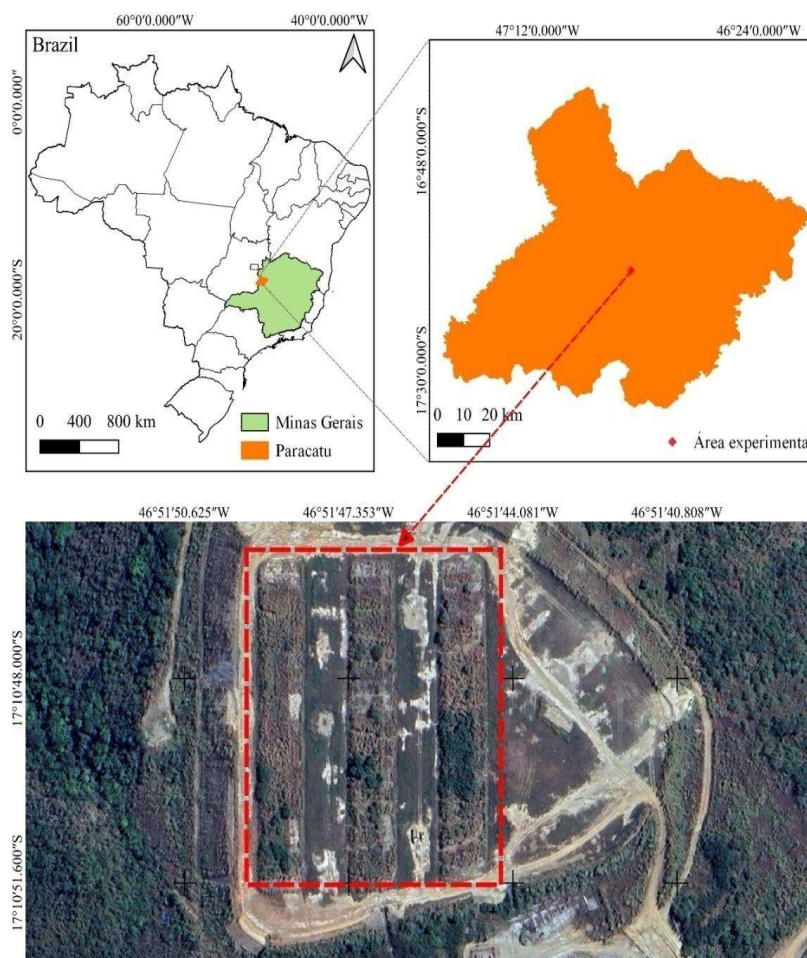 60°0'0.000"W 40°0'0.000"W
Brazil
0°0'0.000"S
20°0'0.000"S
0 400 800 km
Minas Gerais
Paracatu
47°12'0.000"W 46°24'0.000"W
16°48'0.000"S
17°30'0.000"S
0 10 20 km
Área experimenta
46°51'50.625"W 46°51'47.353"W 46°51'44.081"W 46°51'40.808"W
17°10'48.000"S
17°10'51.600"S